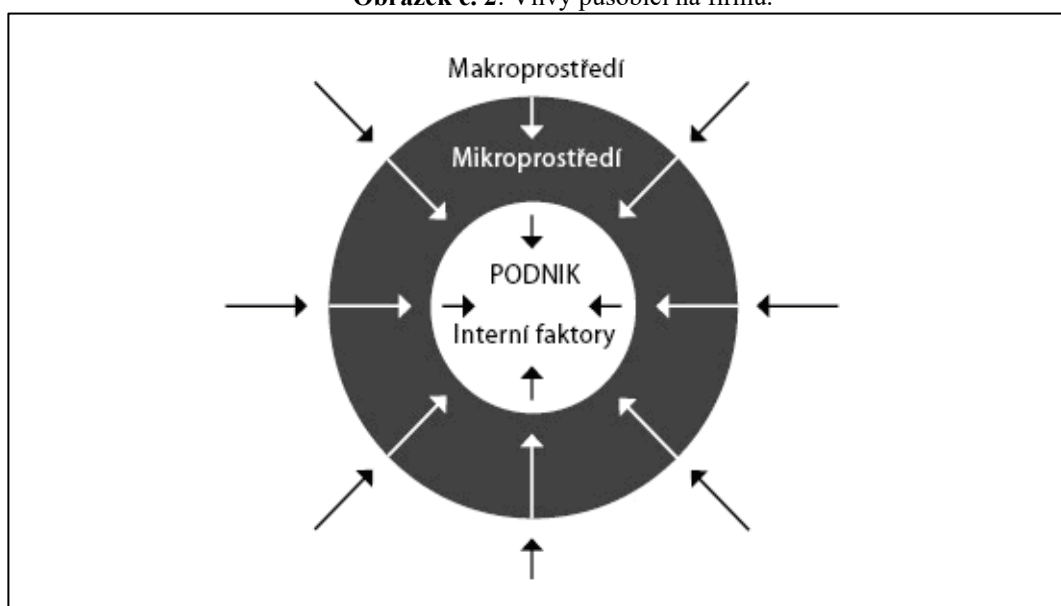 Obrázek č. 2: Vlivy působící na firmu.
Makroprostředí
Mikroprostředí
PODNIK
Interní faktory